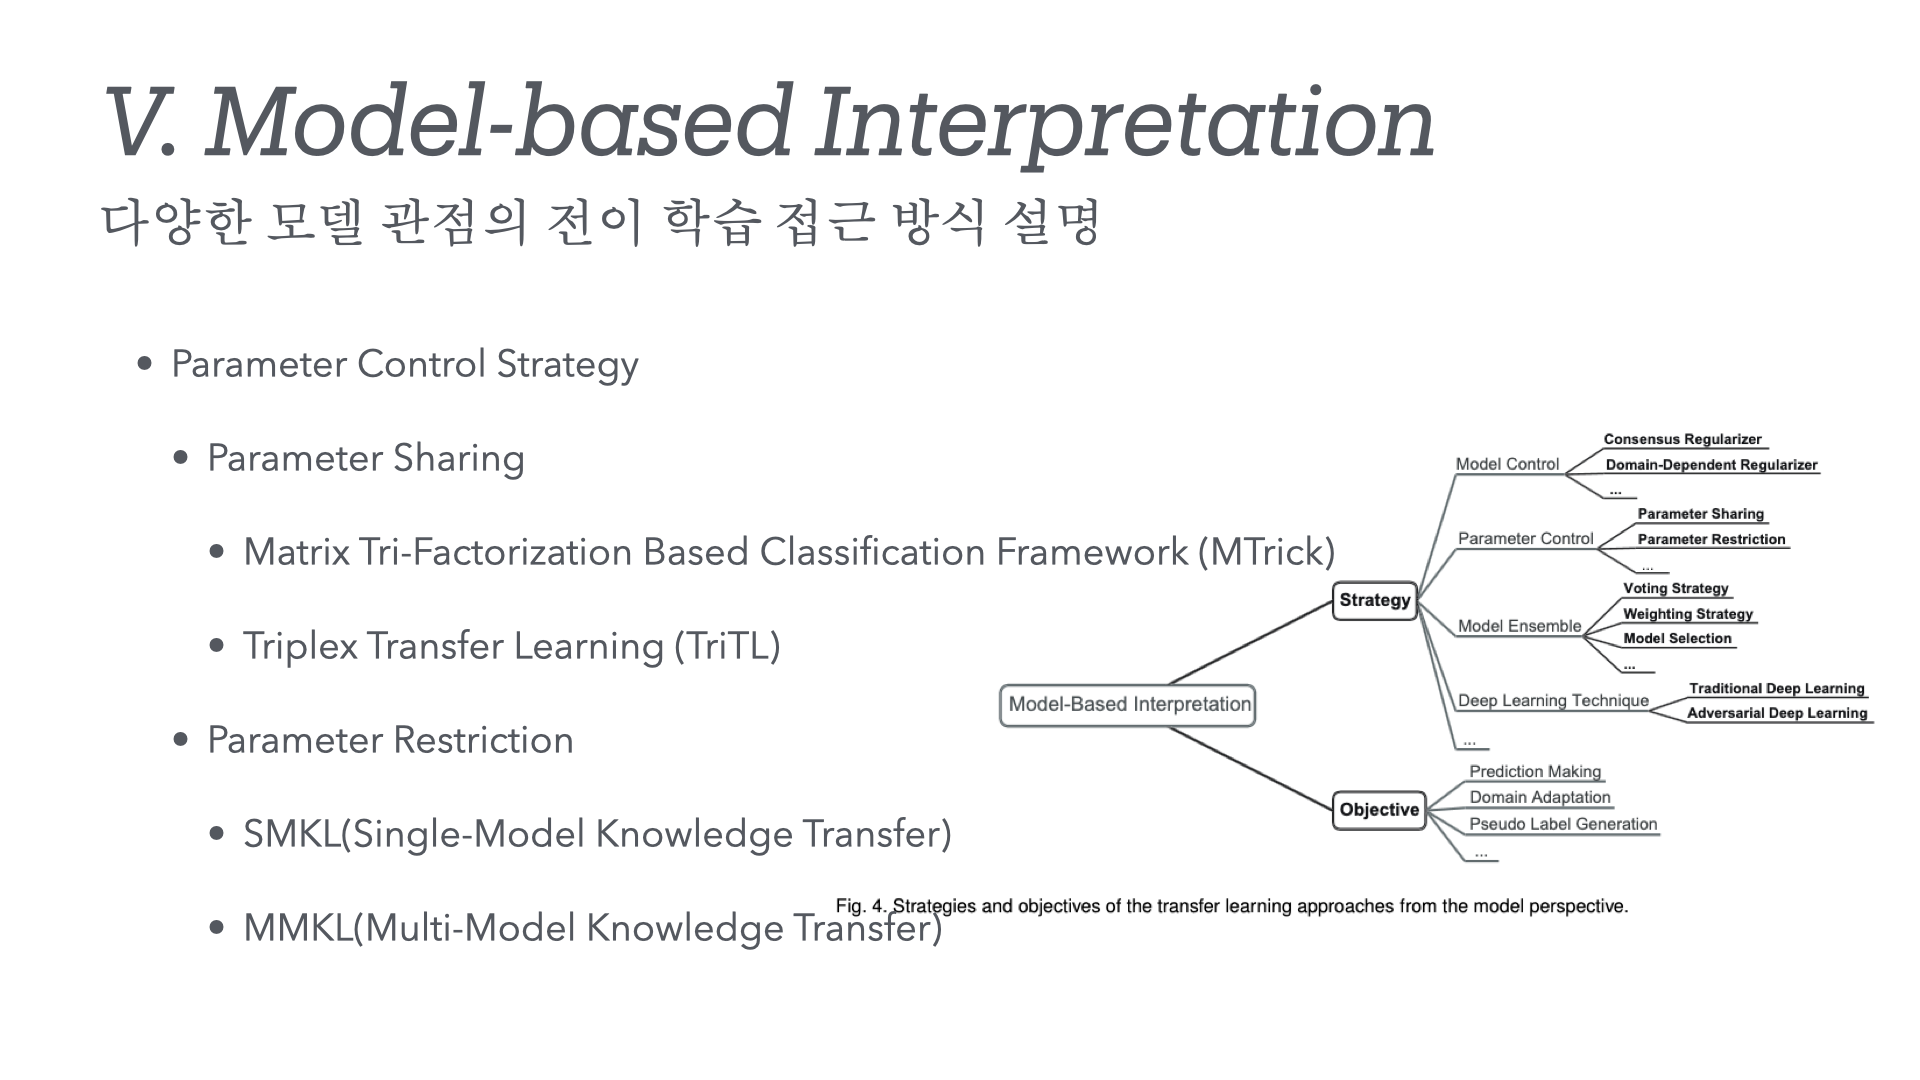 V. Model-based Interpretation
다양한 모델 관점의 전이 학습 접근 방식 설명
• Parameter Control Strategy
• Parameter Sharing
• Matrix Tri-Factorization Based Classification Framework (MTrick)
• Triplex Transfer Learning (TriTL)
• Parameter Restriction
• SMKL(Single-Model Knowledge Transfer)
• MMKL(Multi-Model Knowledge Transfer)
Model-Based Interpretation
Strategy
Model Control
Consensus Regularizer
Domain-Dependent Regularizer
...
Parameter Control
Parameter Sharing
Parameter Restriction
...
Model Ensemble
Voting Strategy
Weighting Strategy
Model Selection
...
Deep Learning Technique
Traditional Deep Learning
Adversarial Deep Learning
...
Objective
Prediction Making
Domain Adaptation
Pseudo Label Generation
...
Fig. 4. Strategies and objectives of the transfer learning approaches from the model perspective.